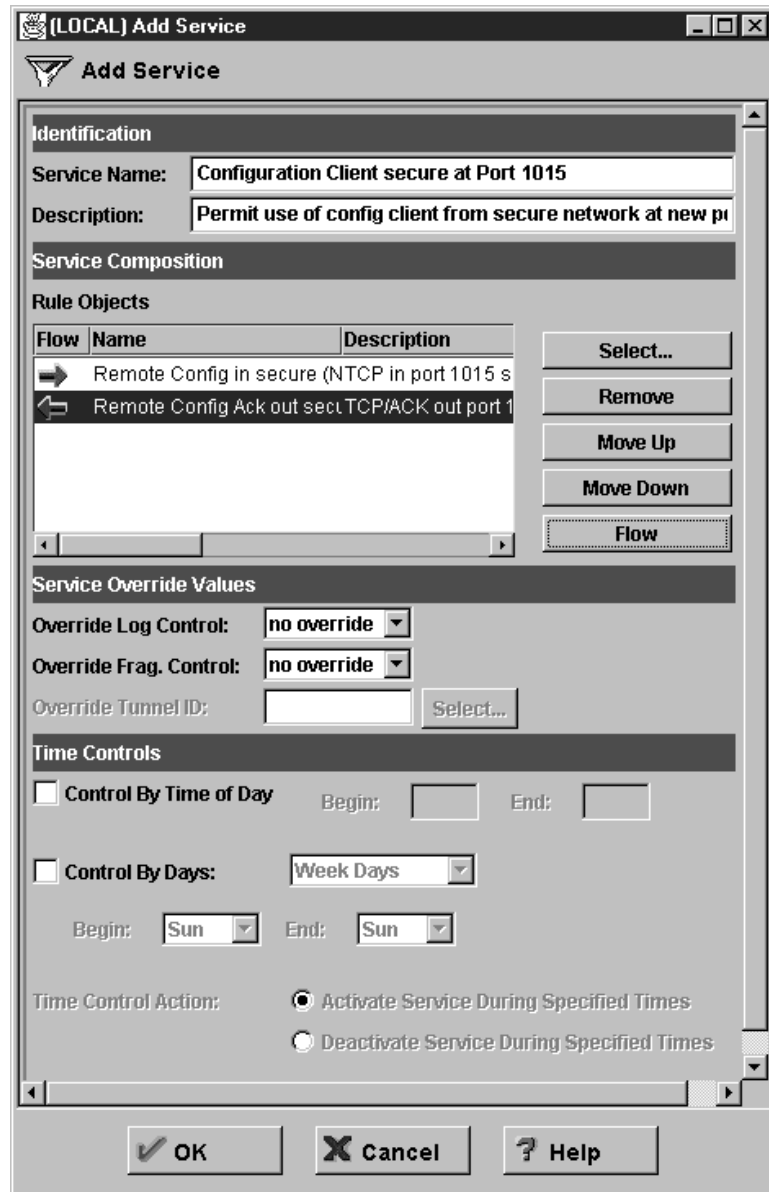 (LOCAL) Add Service
Add Service
Identification
Service Name: Configuration Client secure at Port 1015
Description: Permit use of config client from secure network at new
Service Composition
Rule Objects
Flow Name Description
Remote Config in secure (N TCP in port 1015 s
Remote Config Ack out secu TCP/ACK out port 1
Select...
Remove
Move Up
Move Down
Flow
Service Override Values
Override Log Control: no override
Override Frag. Control: no override
Override Tunnel ID: Select...
Time Controls
Control By Time of Day Begin: End:
Control By Days: Week Days
Begin: Sun End: Sun
Time Control Action: Activate Service During Specified Times
Deactivate Service During Specified Times
OK Cancel Help